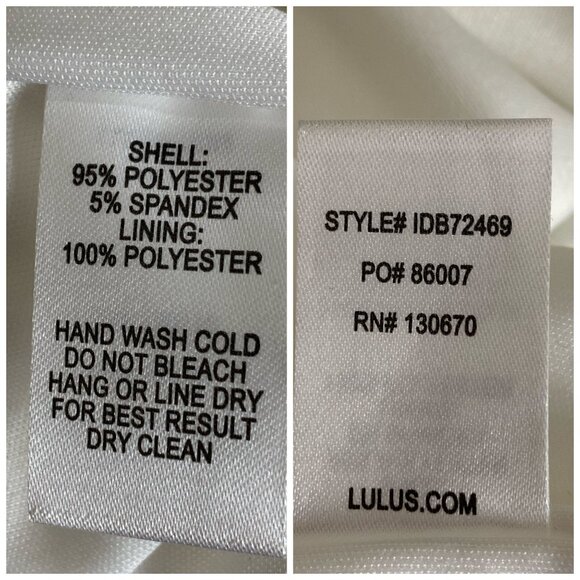 SHELL:
95% POLYESTER
5% SPANDEX
LINING:
100% POLYESTER
HAND WASH COLD
DO NOT BLEACH
HANG OR LINE DRY
FOR BEST RESULT
DRY CLEAN
STYLE# IDB72469
PO# 86007
RN# 130670
LULUS.COM